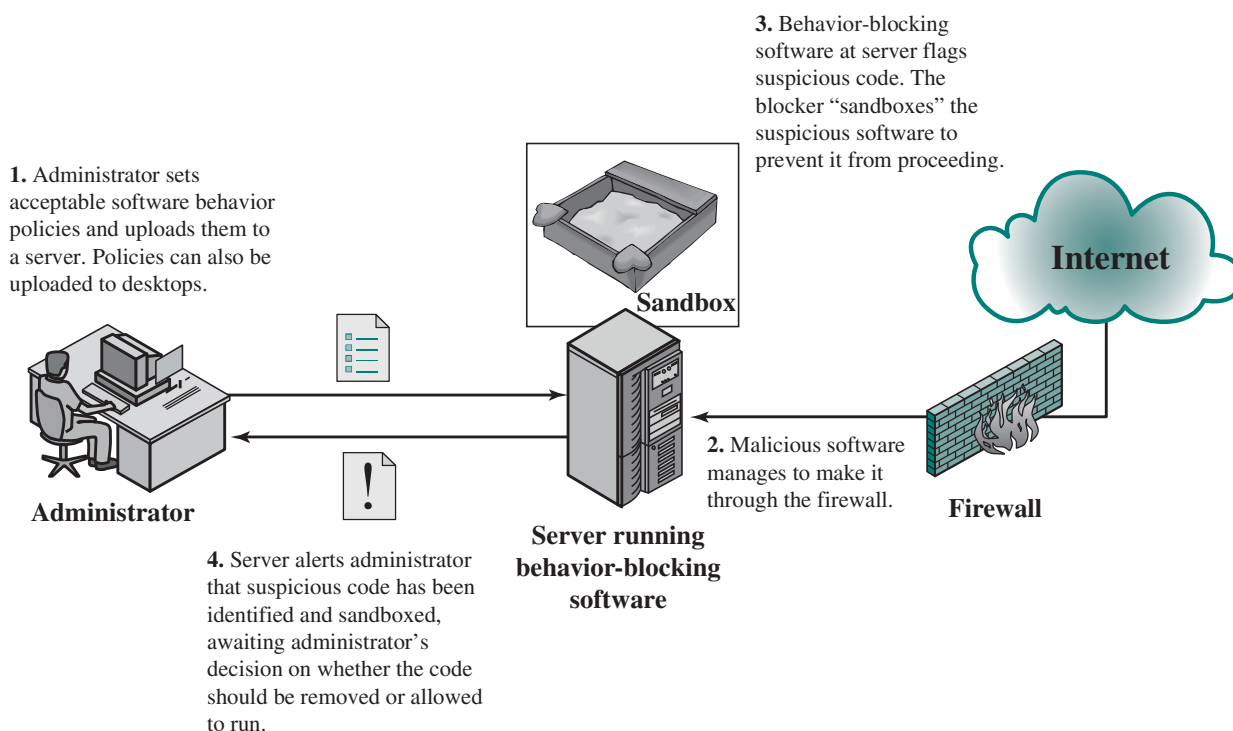 3. Behavior-blocking
software at server flags
suspicious code. The
blocker “sandboxes” the
suspicious software to
prevent it from proceeding.
1. Administrator sets
acceptable software behavior
policies and uploads them to
a server. Policies can also be
uploaded to desktops.
Internet
Sandbox
!
2. Malicious software
manages to make it
through the firewall.
Administrator
Firewall
Server running
behavior-blocking
software
4. Server alerts administrator
that suspicious code has been
identified and sandboxed,
awaiting administrator’s
decision on whether the code
should be removed or allowed
to run.